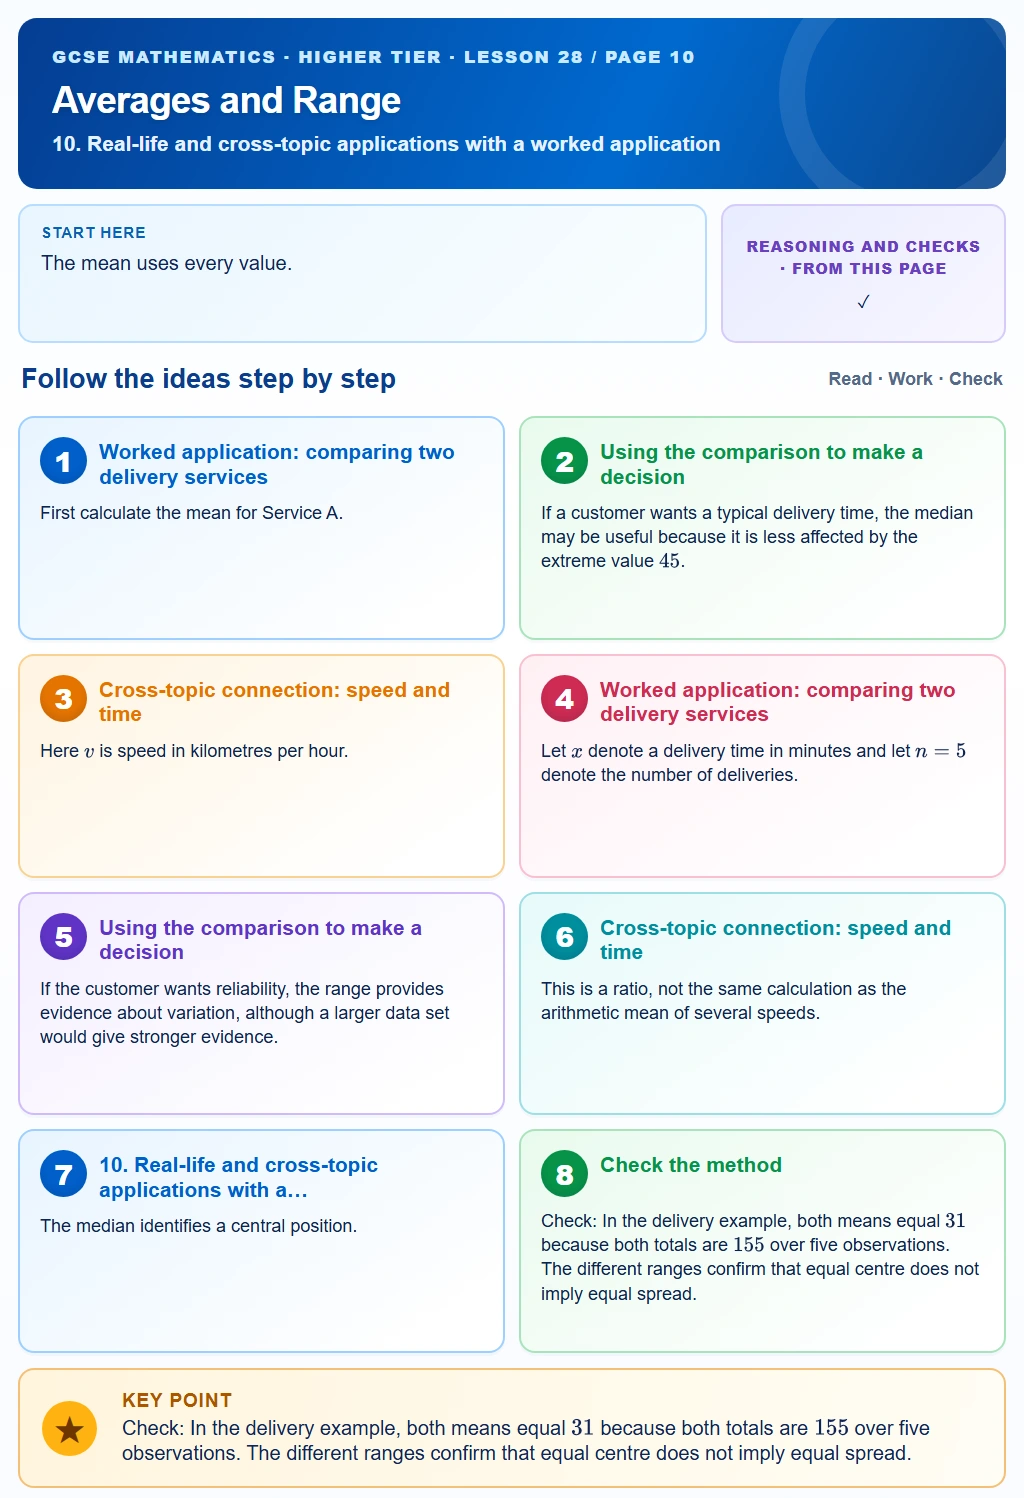 GCSE MATHEMATICS · HIGHER TIER · LESSON 28 / PAGE 10
Averages and Range
10. Real-life and cross-topic applications with a worked application
START HERE
The mean uses every value.
REASONING AND CHECKS
· FROM THIS PAGE
✓
Follow the ideas step by step
Read · Work · Check
1
Worked application: comparing two
delivery services
First calculate the mean for Service A.
2
Using the comparison to make a
decision
If a customer wants a typical delivery time, the median
may be useful because it is less affected by the
extreme value 45.
3
Cross-topic connection: speed and
time
Here v is speed in kilometres per hour.
4
Worked application: comparing two
delivery services
Let x denote a delivery time in minutes and let n = 5
denote the number of deliveries.
5
Using the comparison to make a
decision
If the customer wants reliability, the range provides
evidence about variation, although a larger data set
would give stronger evidence.
6
Cross-topic connection: speed and
time
This is a ratio, not the same calculation as the
arithmetic mean of several speeds.
7
10. Real-life and cross-topic
applications with a…
The median identifies a central position.
8
Check the method
Check: In the delivery example, both means equal 31
because both totals are 155 over five observations.
The different ranges confirm that equal centre does not
imply equal spread.
KEY POINT
Check: In the delivery example, both means equal 31 because both totals are 155 over five
observations. The different ranges confirm that equal centre does not imply equal spread.